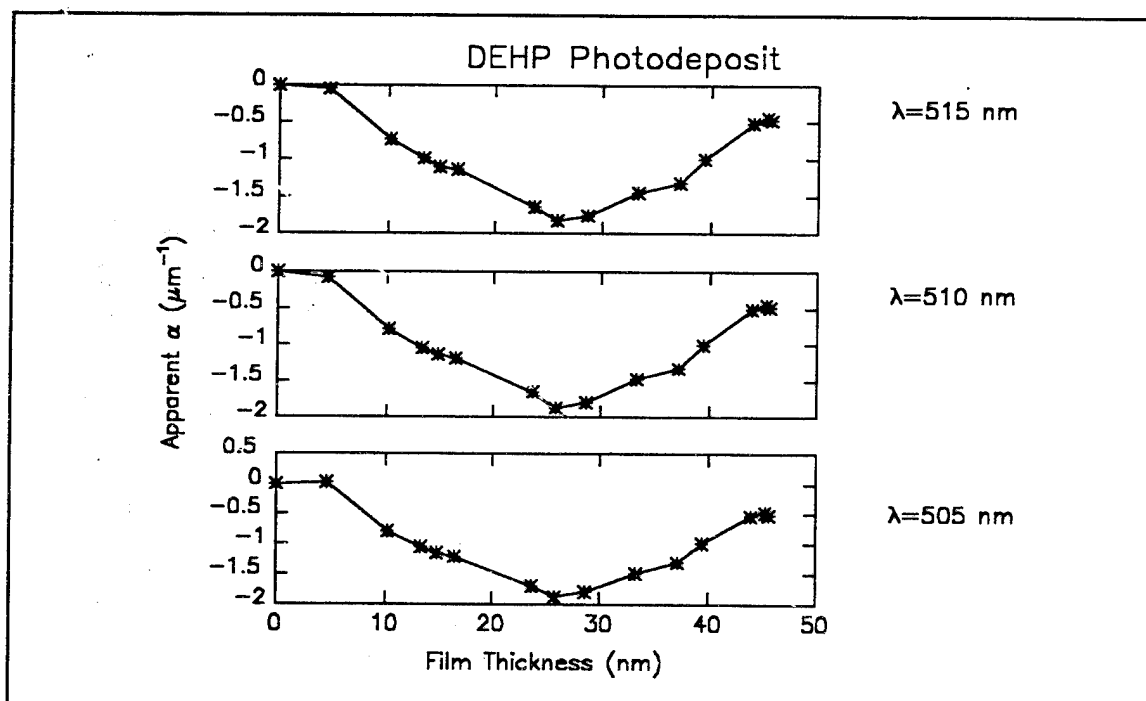 DEHP Photodeposit
0
-0.5
-1
-1.5
-2
λ=515 nm
0
-0.5
-1
-1.5
-2
λ=510 nm
Apparent α (μm⁻¹)
0.5
0
-0.5
-1
-1.5
-2
λ=505 nm
0 10 20 30 40 50
Film Thickness (nm)